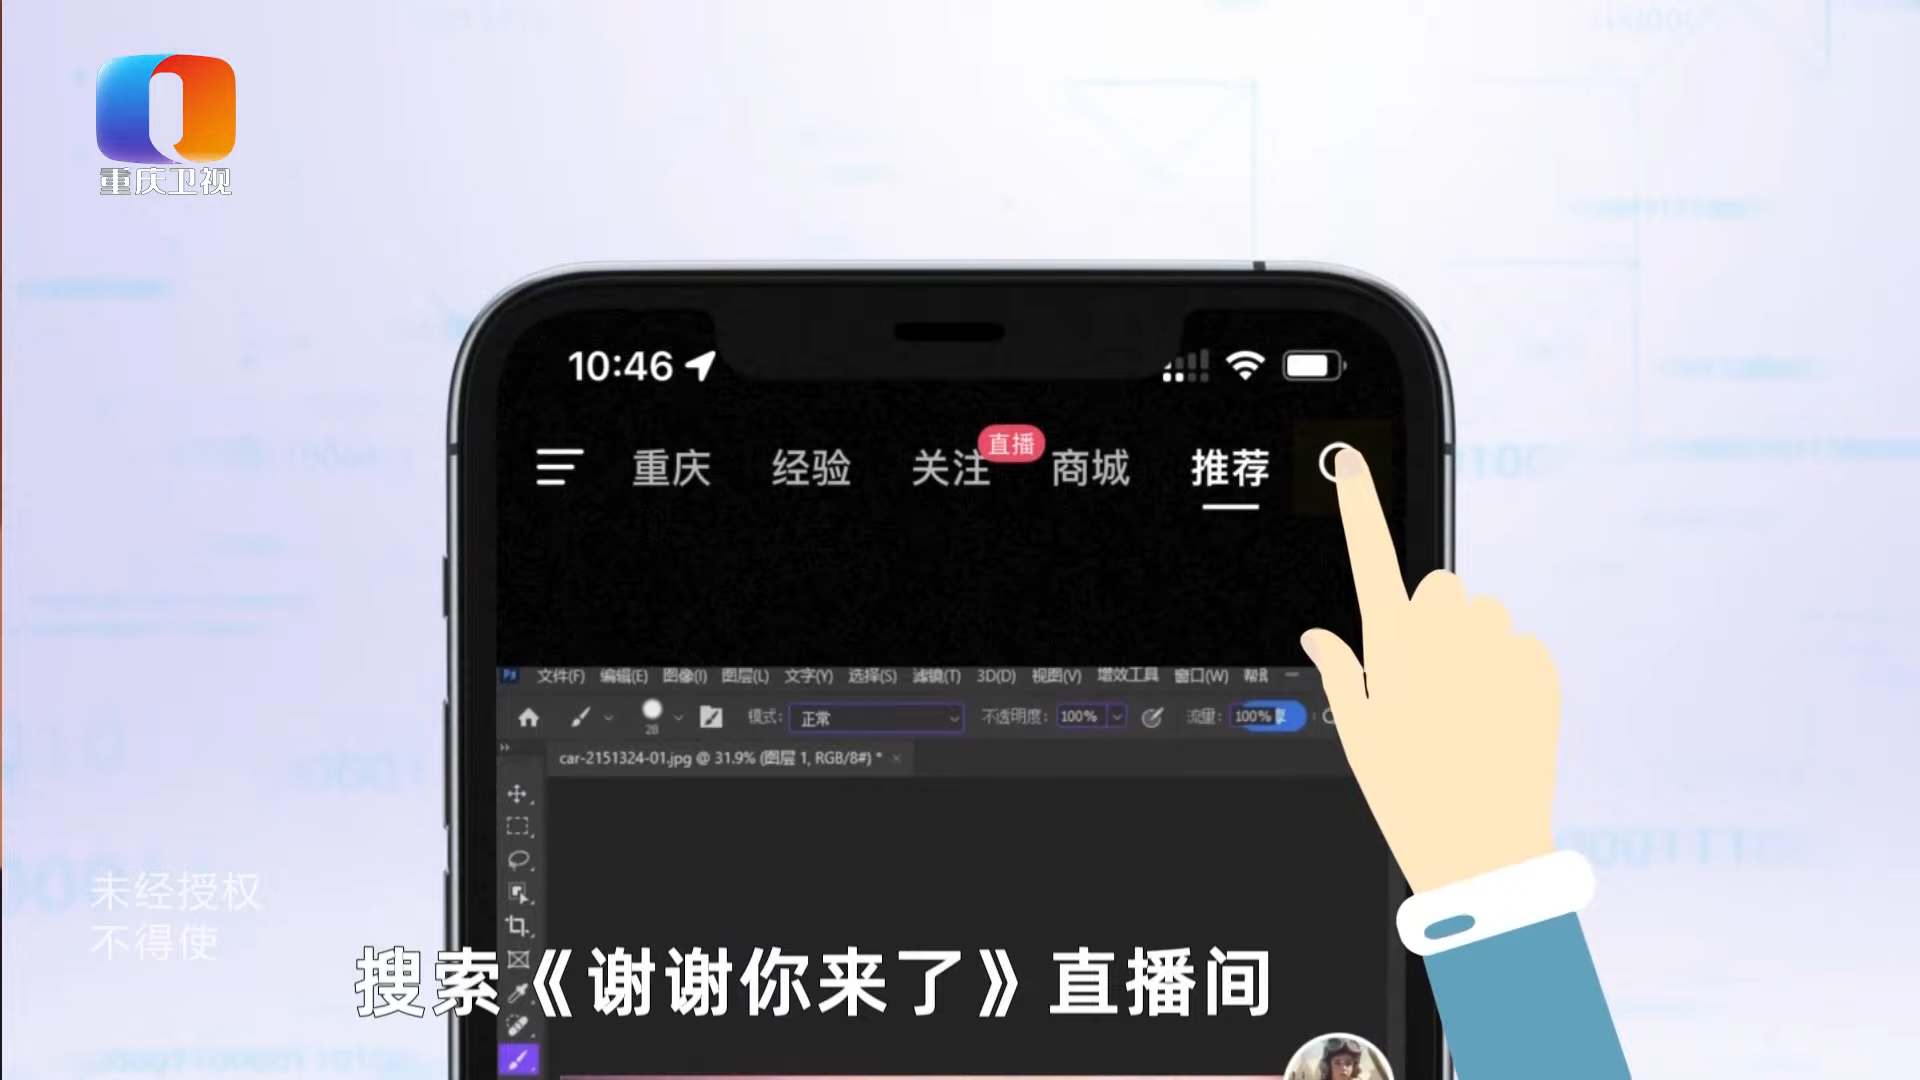 重庆卫视
10:46
直播
重庆 经验 关注 商城 推荐
Ps 文件(F) 编辑(E) 图像(I) 图层(L) 文字(Y) 选择(S) 滤镜(T) 3D(D) 视图(V) 增效工具 窗口(W)
28 模式: 正常 不透明度: 100% 流量: 100%
car-2151324-01.jpg @ 31.9% (图层 1, RGB/8#) * ×
未经授权
不得使
搜索《谢谢你来了》直播间